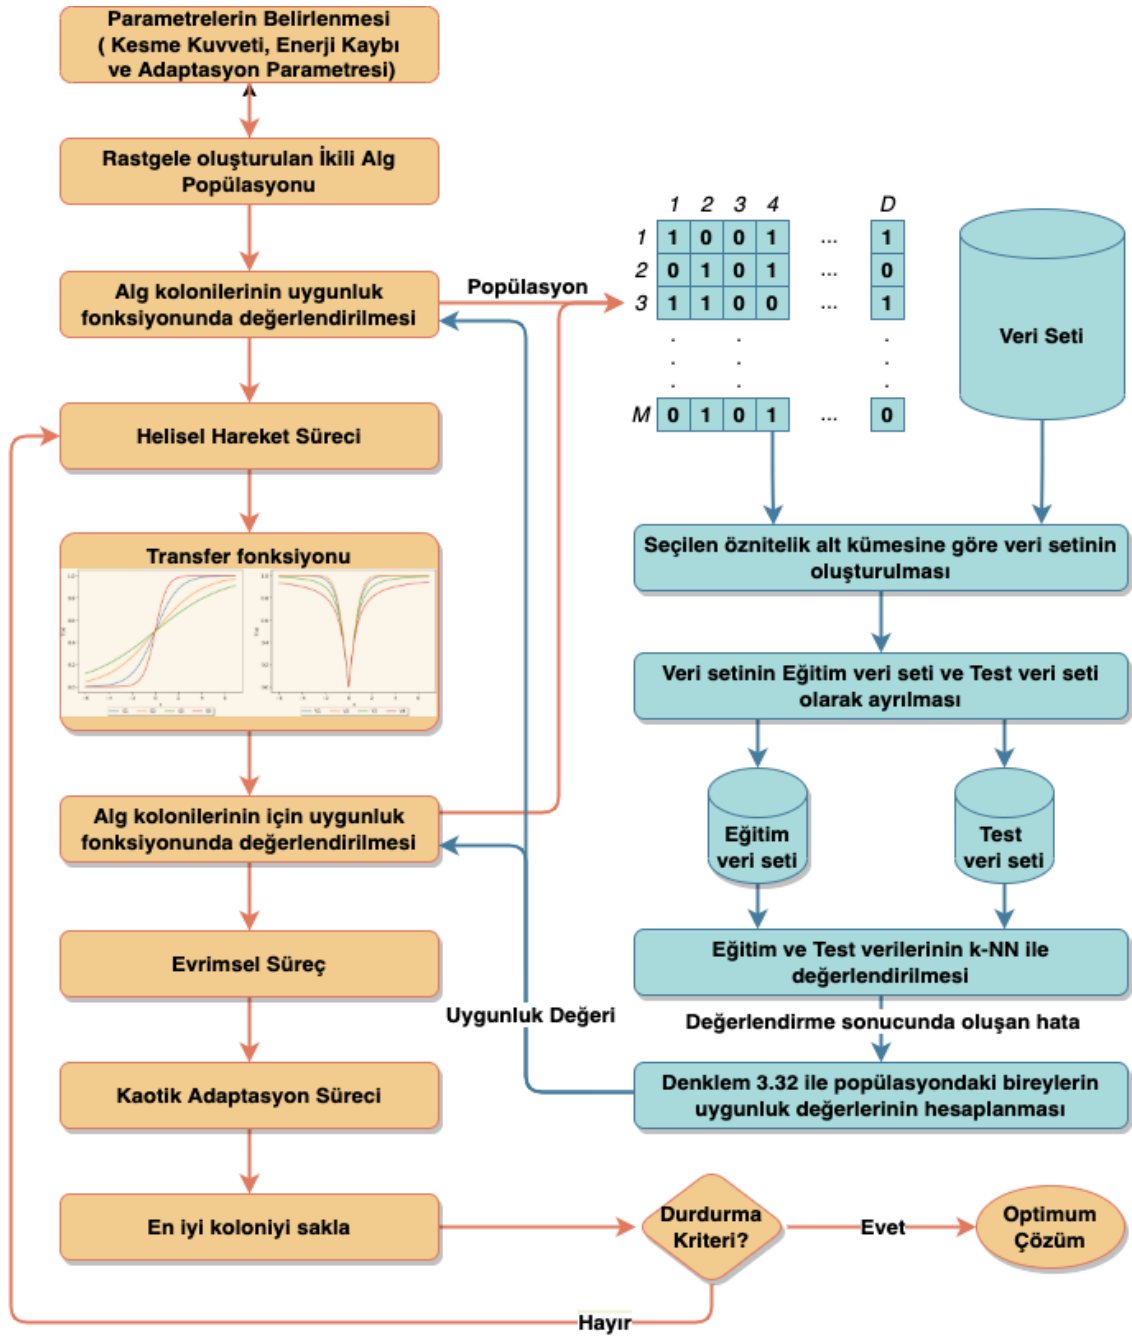 Parametrelerin Belirlenmesi
( Kesme Kuvveti, Enerji Kaybı
ve Adaptasyon Parametresi)
Rastgele oluşturulan İkili Alg
Popülasyonu
Alg kolonilerinin uygunluk
fonksiyonunda değerlendirilmesi
Popülasyon
Helisel Hareket Süreci
Transfer fonksiyonu
Alg kolonilerinin için uygunluk
fonksiyonunda değerlendirilmesi
Evrimsel Süreç
Uygunluk Değeri
Kaotik Adaptasyon Süreci
En iyi koloniyi sakla
1 2 3 4 D
1 1 0 0 1 ... 1
2 0 1 0 1 ... 0
3 1 1 0 0 ... 1
. . .
. . .
. . .
M 0 1 0 1 ... 0
Veri Seti
Seçilen öznitelik alt kümesine göre veri setinin
oluşturulması
Veri setinin Eğitim veri seti ve Test veri seti
olarak ayrılması
Eğitim
veri seti
Test
veri seti
Eğitim ve Test verilerinin k-NN ile
değerlendirilmesi
Değerlendirme sonucunda oluşan hata
Denklem 3.32 ile popülasyondaki bireylerin
uygunluk değerlerinin hesaplanması
Durdurma
Kriteri?
Evet
Optimum
Çözüm
Hayır